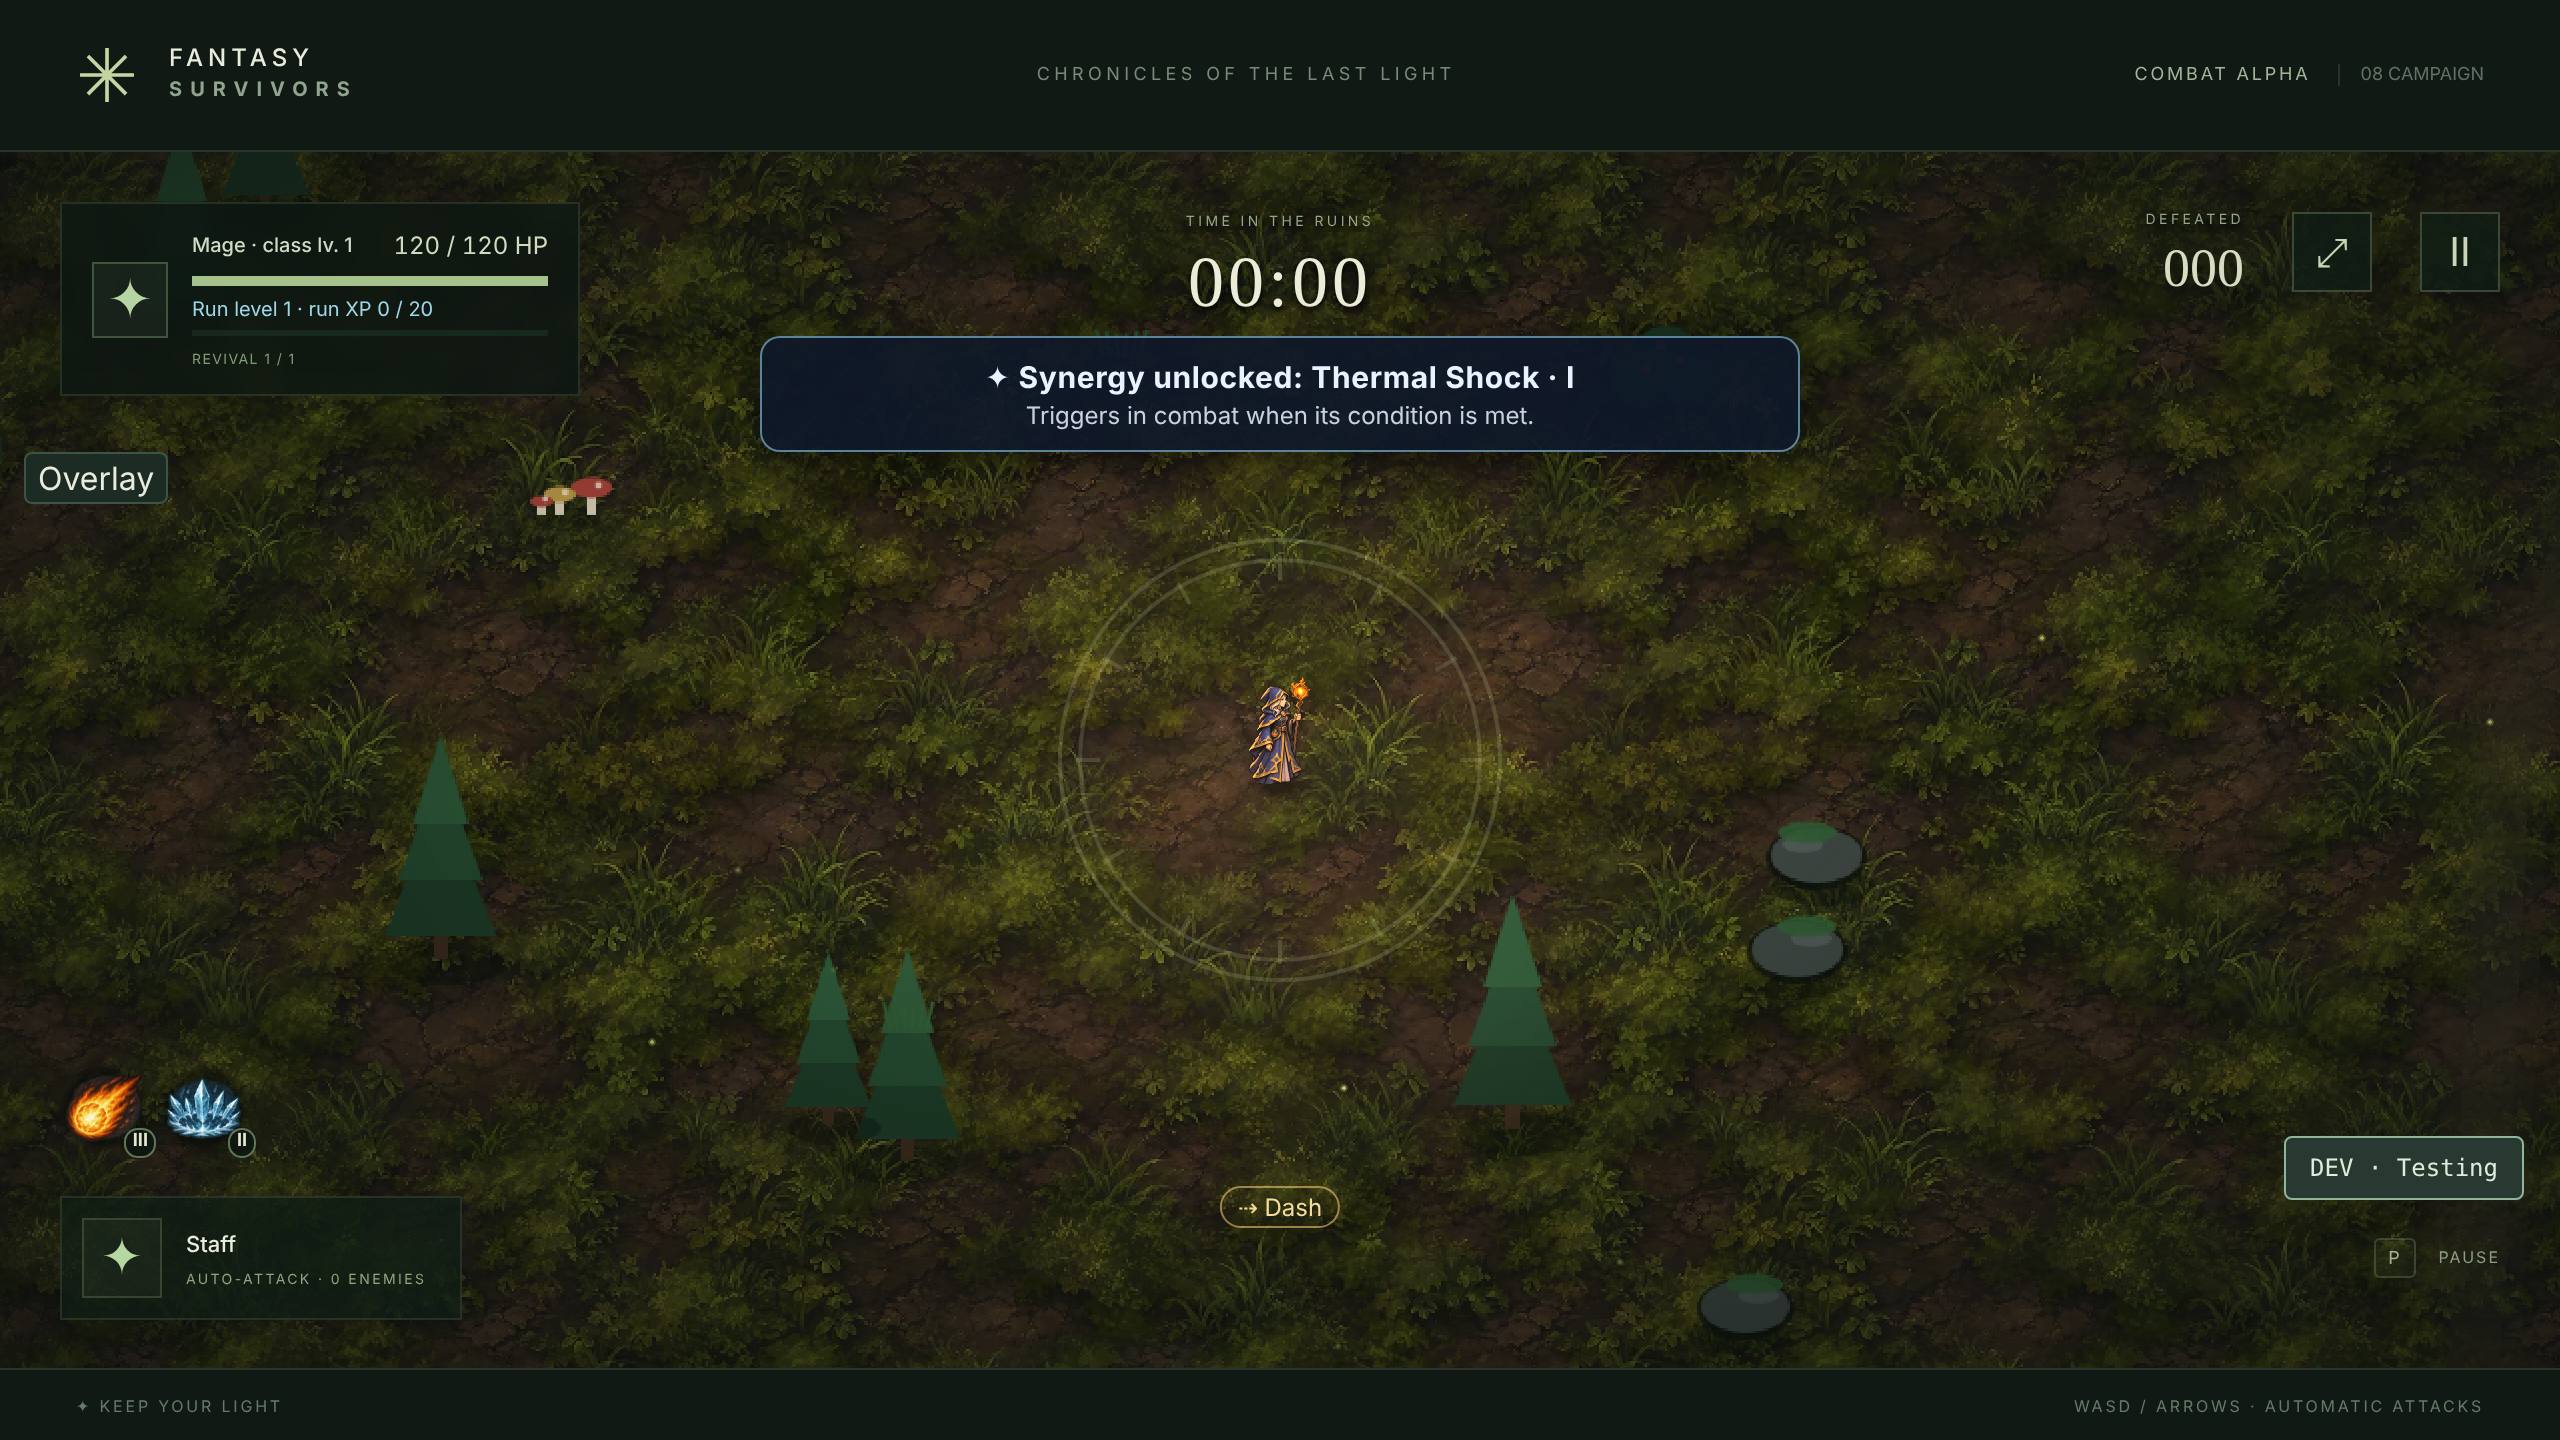 FANTASY
SURVIVORS
CHRONICLES OF THE LAST LIGHT
COMBAT ALPHA
08 CAMPAIGN
Mage · class lv. 1
120 / 120 HP
Run level 1 · run XP 0 / 20
REVIVAL 1 / 1
TIME IN THE RUINS
00:00
DEFEATED
000
✦ Synergy unlocked: Thermal Shock · I
Triggers in combat when its condition is met.
Overlay
III
II
DEV · Testing
⇢ Dash
Staff
AUTO-ATTACK · 0 ENEMIES
P PAUSE
✦ KEEP YOUR LIGHT
WASD / ARROWS · AUTOMATIC ATTACKS